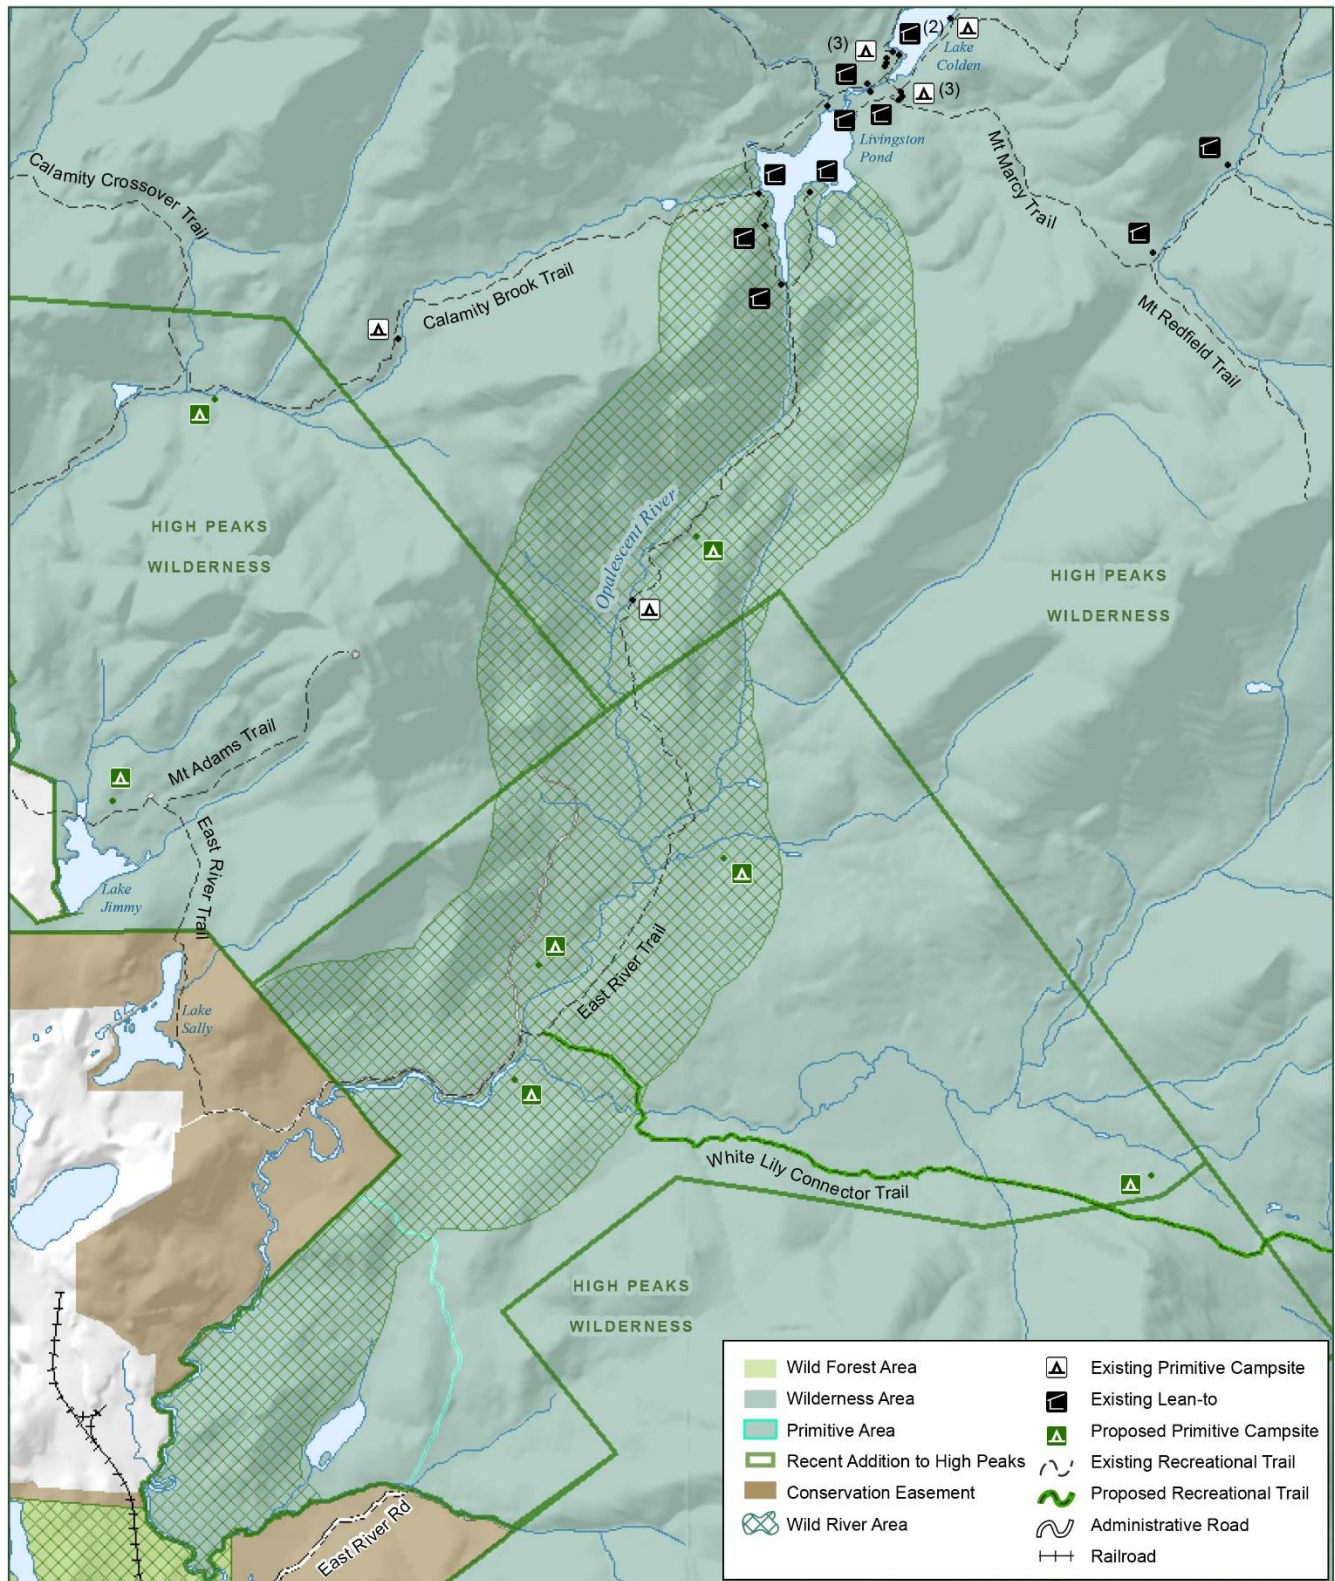 (2)
(3)
Lake
Colden
(3)
Livingston
Pond
Mt Marcy Trail
Calamity Crossover Trail
Calamity Brook Trail
Mt Redfield Trail
Opalescent River
HIGH PEAKS
WILDERNESS
HIGH PEAKS
WILDERNESS
Mt Adams Trail
East River Trail
Lake
Jimmy
East River Trail
Lake
Sally
White Lily Connector Trail
HIGH PEAKS
WILDERNESS
East River Rd
Wild Forest Area
Wilderness Area
Primitive Area
Recent Addition to High Peaks
Conservation Easement
Wild River Area
Existing Primitive Campsite
Existing Lean-to
Proposed Primitive Campsite
Existing Recreational Trail
Proposed Recreational Trail
Administrative Road
Railroad